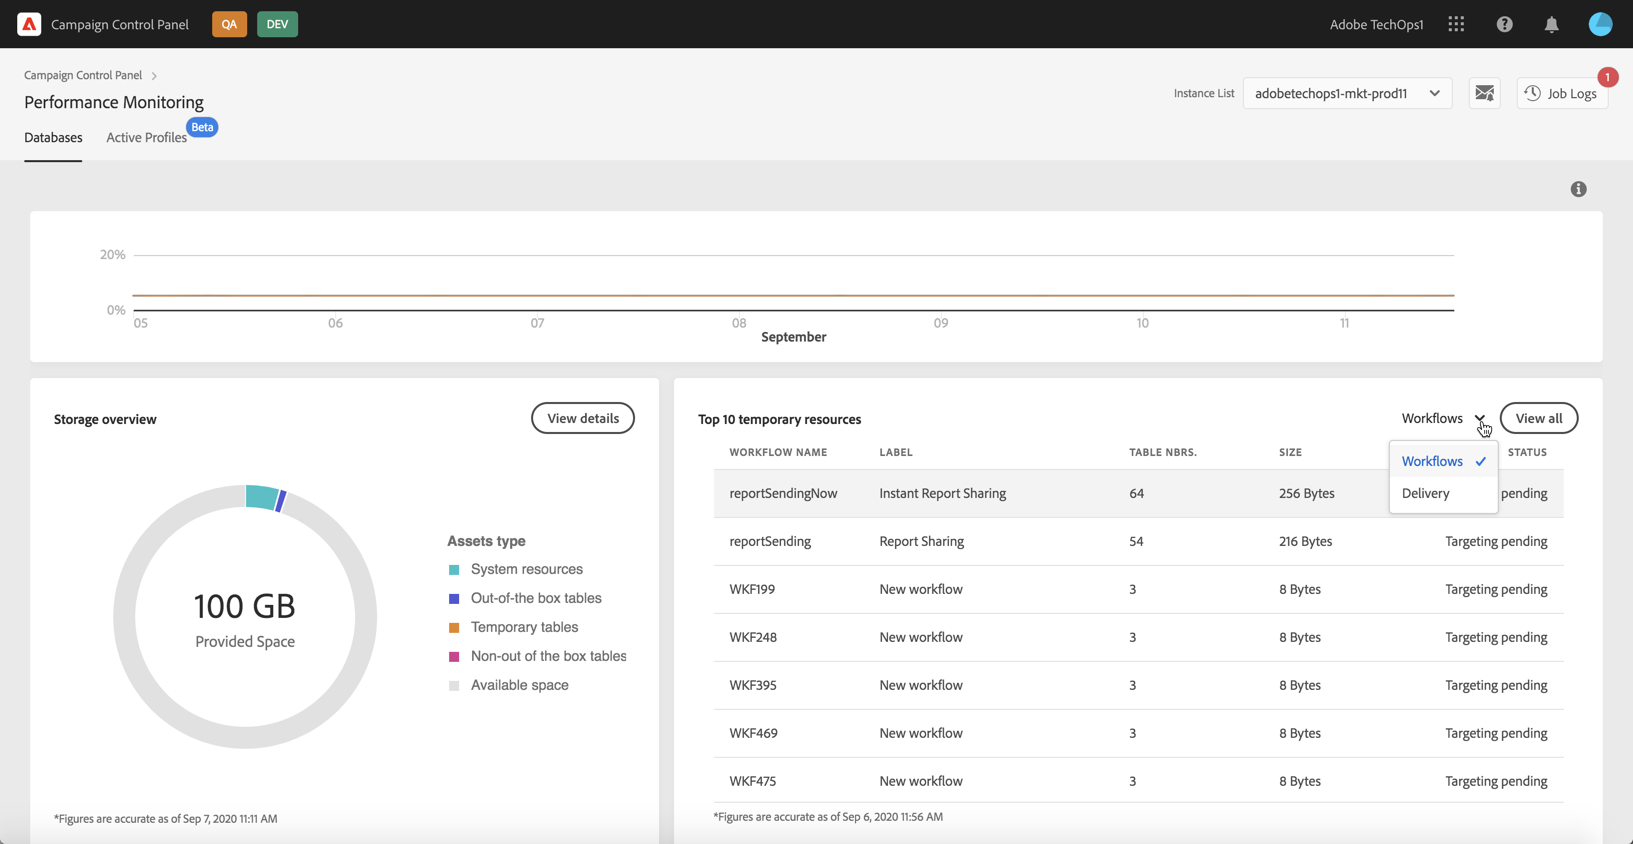 Campaign Control Panel QA DEV Adobe TechOps1
Campaign Control Panel
Performance Monitoring
Instance List adobetechops1-mkt-prod11 Job Logs 1
Databases Active Profiles Beta
20%
0%
05 06 07 08 09 10 11
September
Storage overview View details
100 GB
Provided Space
Assets type
System resources
Out-of-the box tables
Temporary tables
Non-out of the box tables
Available space
*Figures are accurate as of Sep 7, 2020 11:11 AM
Top 10 temporary resources Workflows View all
Workflows
Delivery
WORKFLOW NAME LABEL TABLE NBRS. SIZE STATUS
reportSendingNow Instant Report Sharing 64 256 Bytes pending
reportSending Report Sharing 54 216 Bytes Targeting pending
WKF199 New workflow 3 8 Bytes Targeting pending
WKF248 New workflow 3 8 Bytes Targeting pending
WKF395 New workflow 3 8 Bytes Targeting pending
WKF469 New workflow 3 8 Bytes Targeting pending
WKF475 New workflow 3 8 Bytes Targeting pending
*Figures are accurate as of Sep 6, 2020 11:56 AM